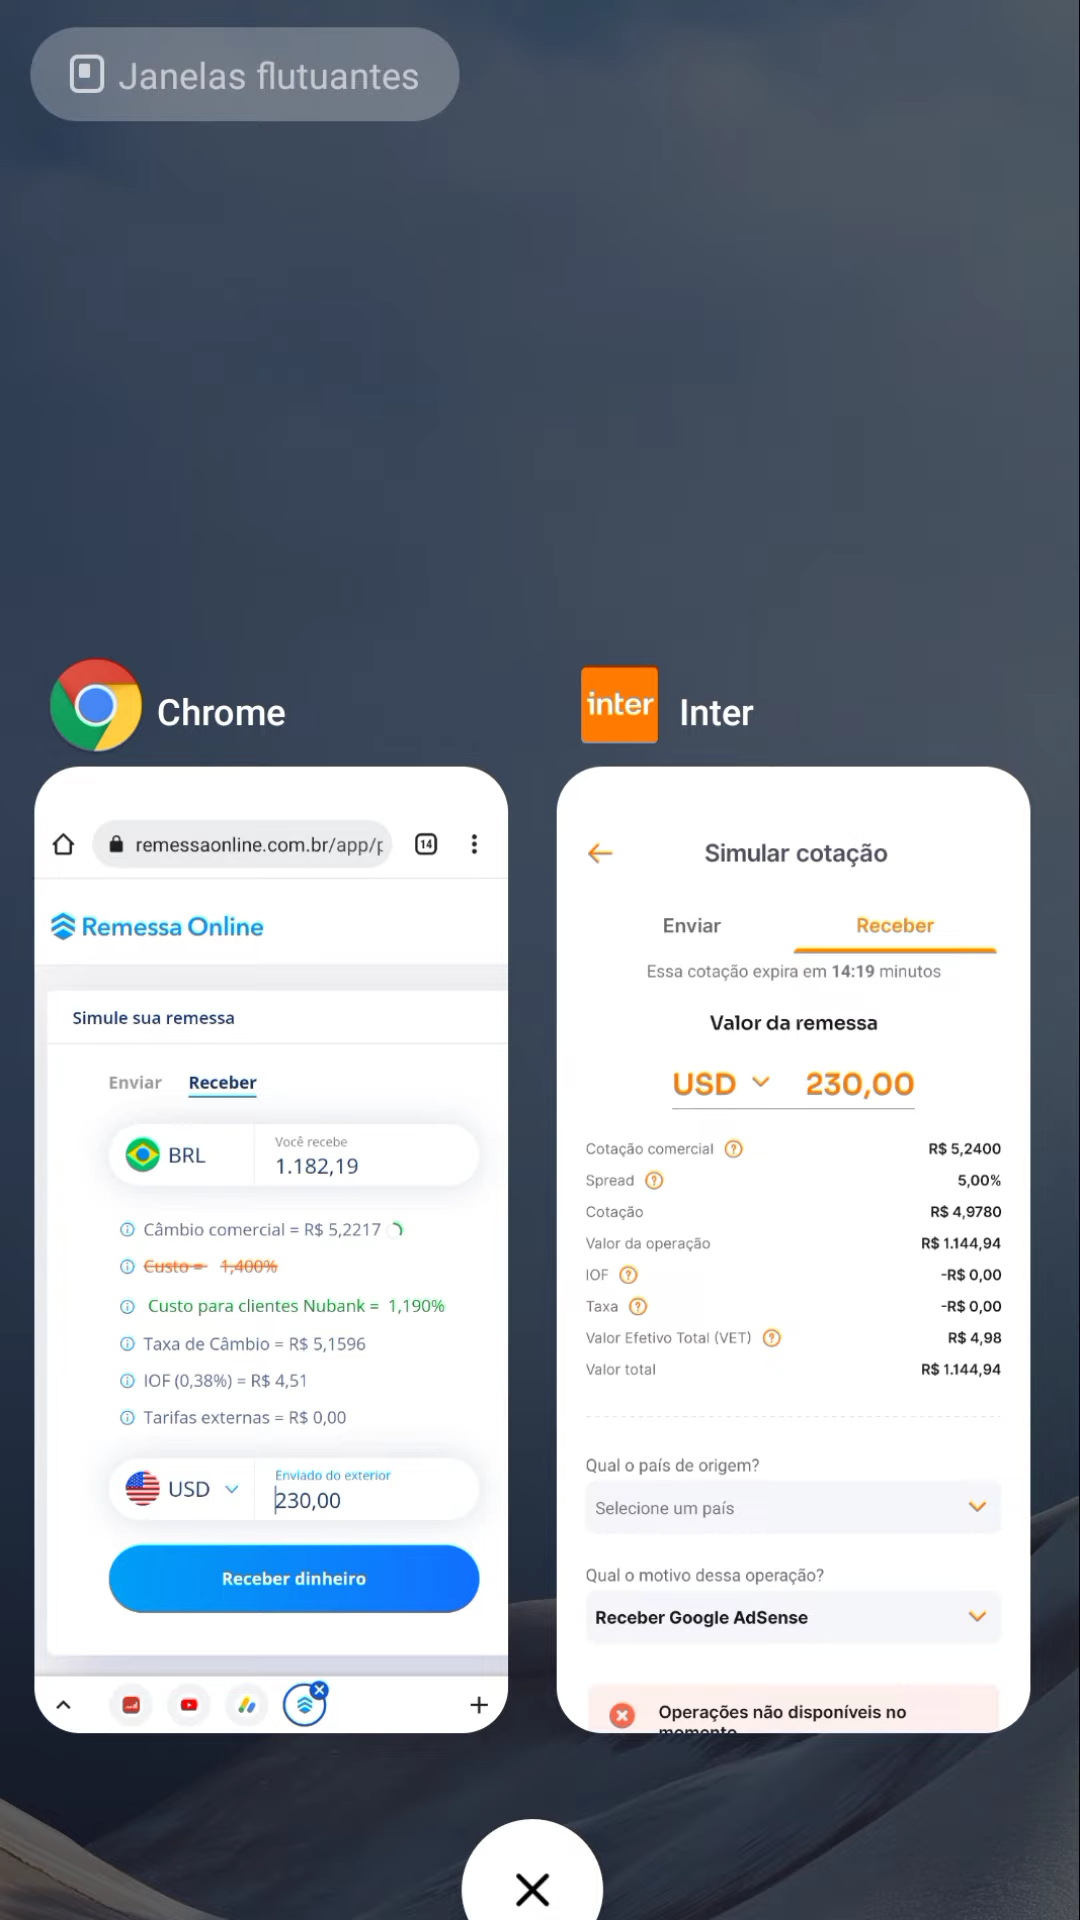 Janelas flutuantes
Chrome
remessaonline.com.br/app/p
14
Remessa Online
Simule sua remessa
Enviar
Receber
BRL
Você recebe
1.182,19
Câmbio comercial = R$ 5,2217
Custo = 1,400%
Custo para clientes Nubank = 1,190%
Taxa de Câmbio = R$ 5,1596
IOF (0,38%) = R$ 4,51
Tarifas externas = R$ 0,00
USD
Enviado do exterior
230,00
Receber dinheiro
inter
Inter
Simular cotação
Enviar
Receber
Essa cotação expira em 14:19 minutos
Valor da remessa
USD 230,00
Cotação comercial R$ 5,2400
Spread 5,00%
Cotação R$ 4,9780
Valor da operação R$ 1.144,94
IOF -R$ 0,00
Taxa -R$ 0,00
Valor Efetivo Total (VET) R$ 4,98
Valor total R$ 1.144,94
Qual o país de origem?
Selecione um país
Qual o motivo dessa operação?
Receber Google AdSense
Operações não disponíveis no
momento